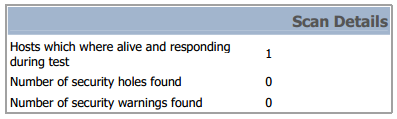 Scan Details
Hosts which where alive and responding
during test 1
Number of security holes found 0
Number of security warnings found 0